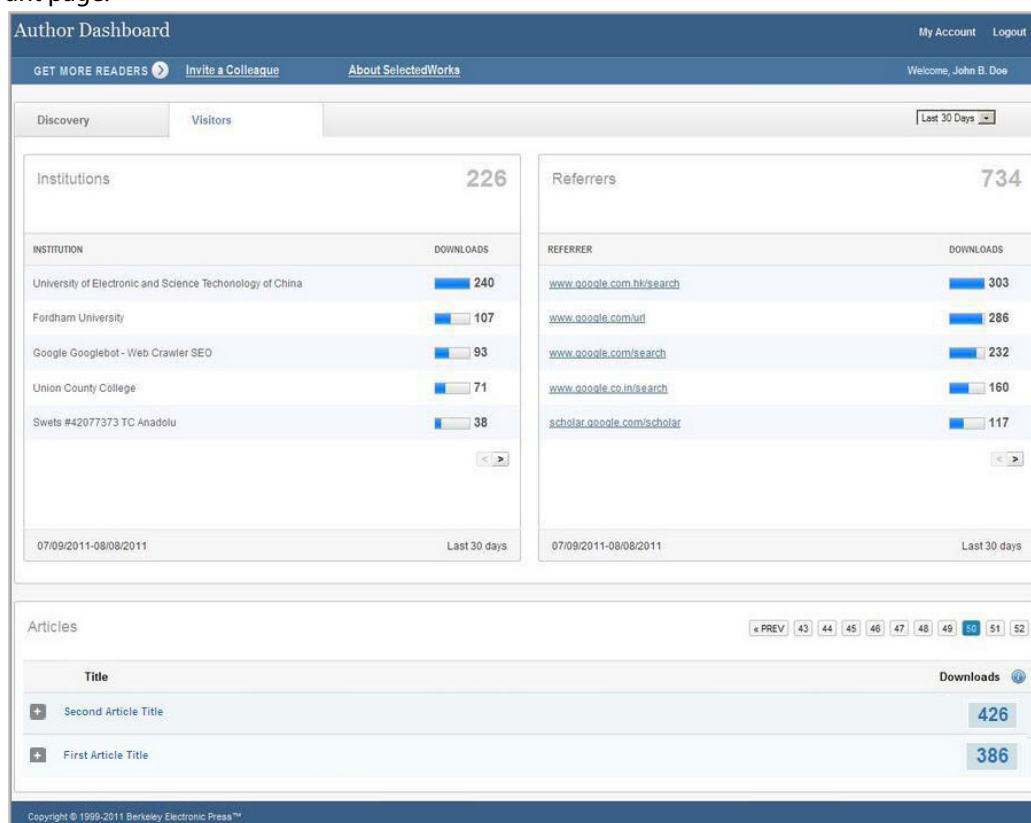 Author Dashboard
My Account Logout
GET MORE READERS Invite a Colleague About SelectedWorks
Welcome, John B. Doe
Discovery Visitors
Last 30 Days
Institutions 226
INSTITUTION DOWNLOADS
University of Electronic and Science Techonology of China 240
Fordham University 107
Google Googlebot - Web Crawler SEO 93
Union County College 71
Swets #42077373 TC Anadolu 38
< >
07/09/2011-08/08/2011 Last 30 days
Referrers 734
REFERRER DOWNLOADS
www.google.com.hk/search 303
www.google.com/url 286
www.google.com/search 232
www.google.co.in/search 160
scholar.google.com/scholar 117
< >
07/09/2011-08/08/2011 Last 30 days
Articles
« PREV 43 44 45 46 47 48 49 50 51 52
Title Downloads
+ Second Article Title 426
+ First Article Title 386
Copyright © 1999-2011 Berkeley Electronic Press™